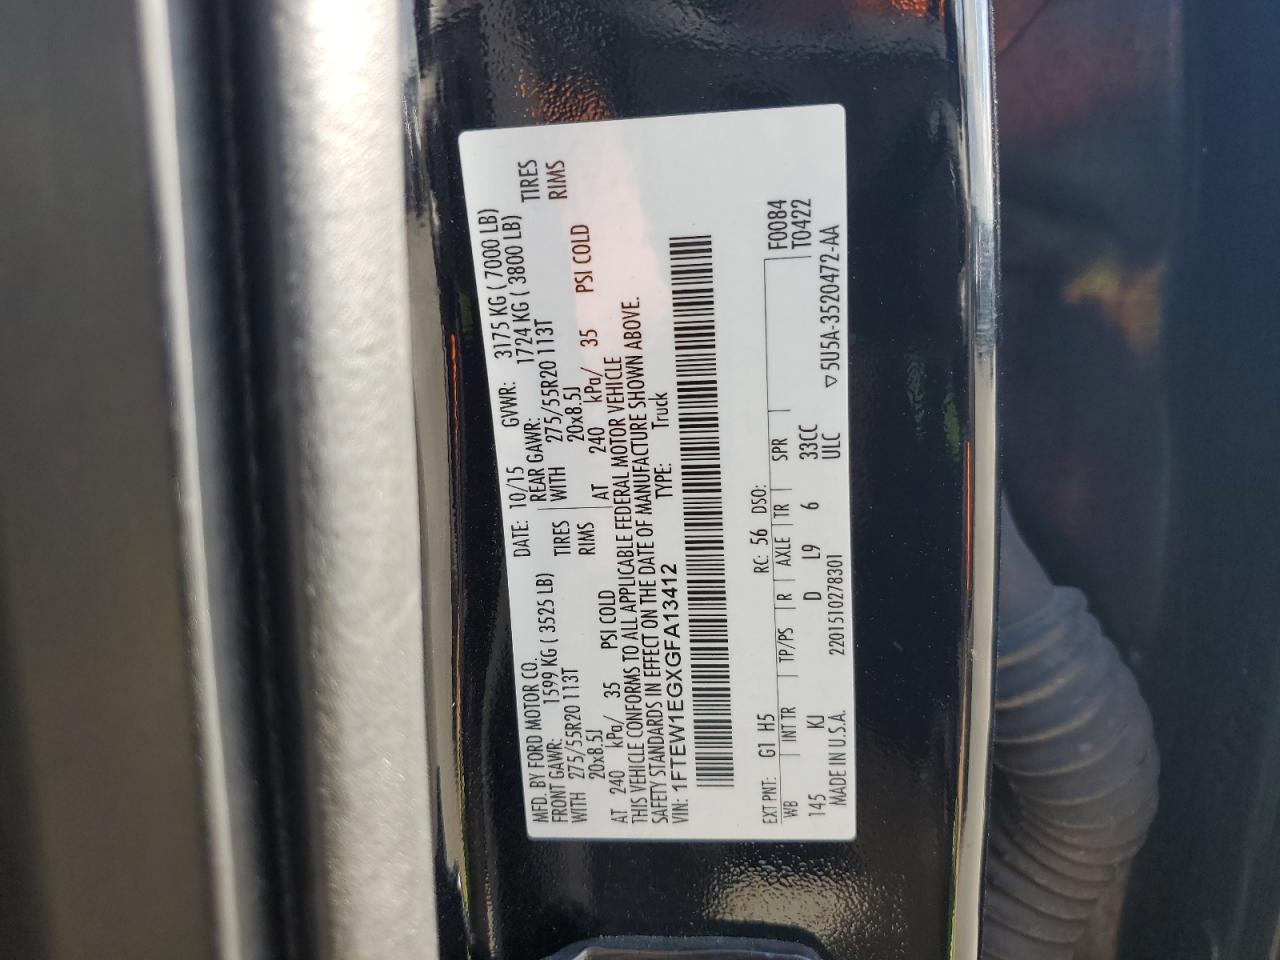 MFD. BY FORD MOTOR CO.
DATE: 10/15 GVWR: 3175 KG ( 7000 LB)
FRONT GAWR: 1599 KG ( 3525 LB)
REAR GAWR: 1724 KG ( 3800 LB)
WITH 275/55R20 113T TIRES
WITH 275/55R20 113T TIRES
20x8.5J RIMS
20x8.5J RIMS
AT 240 kPa/ 35 PSI COLD
AT 240 kPa/ 35 PSI COLD
THIS VEHICLE CONFORMS TO ALL APPLICABLE FEDERAL MOTOR VEHICLE
SAFETY STANDARDS IN EFFECT ON THE DATE OF MANUFACTURE SHOWN ABOVE.
VIN: 1FTEW1EGXGFA13412 TYPE: Truck
EXT PNT: G1 H5 RC: 56 DSO: F0084
WB | INT TR | TP/PS | R | AXLE | TR | SPR | T0422
145 KJ D L9 6 33CC
MADE IN U.S.A. 2201510278301 ULC ▽5U5A-3520472-AA